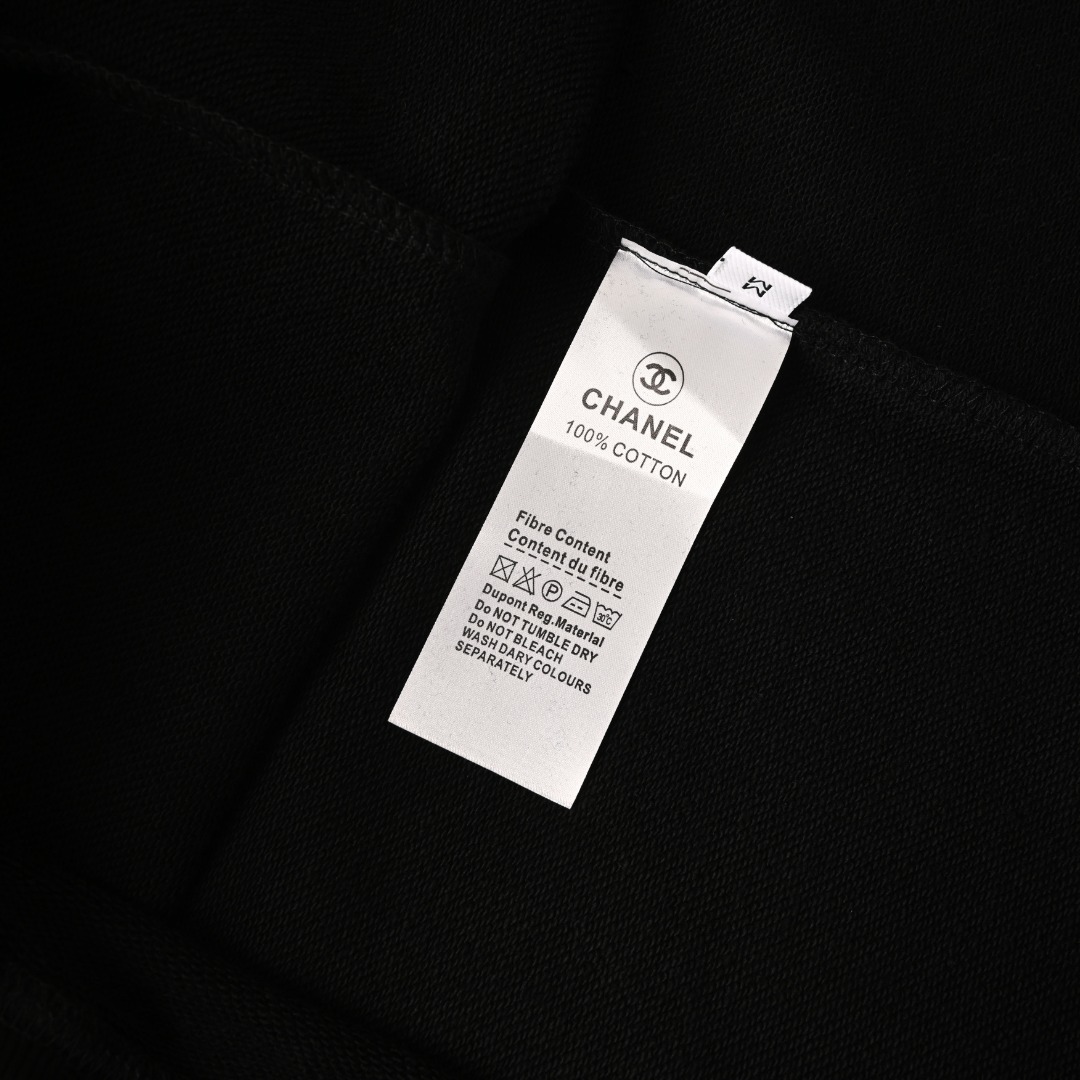 M
CHANEL
100% COTTON
Fibre Content
Content du fibre
P
30℃
Dupont Reg.Material
Do NOT TUMBLE DRY
Do NOT BLEACH
WASH DARY COLOURS
SEPARATELY